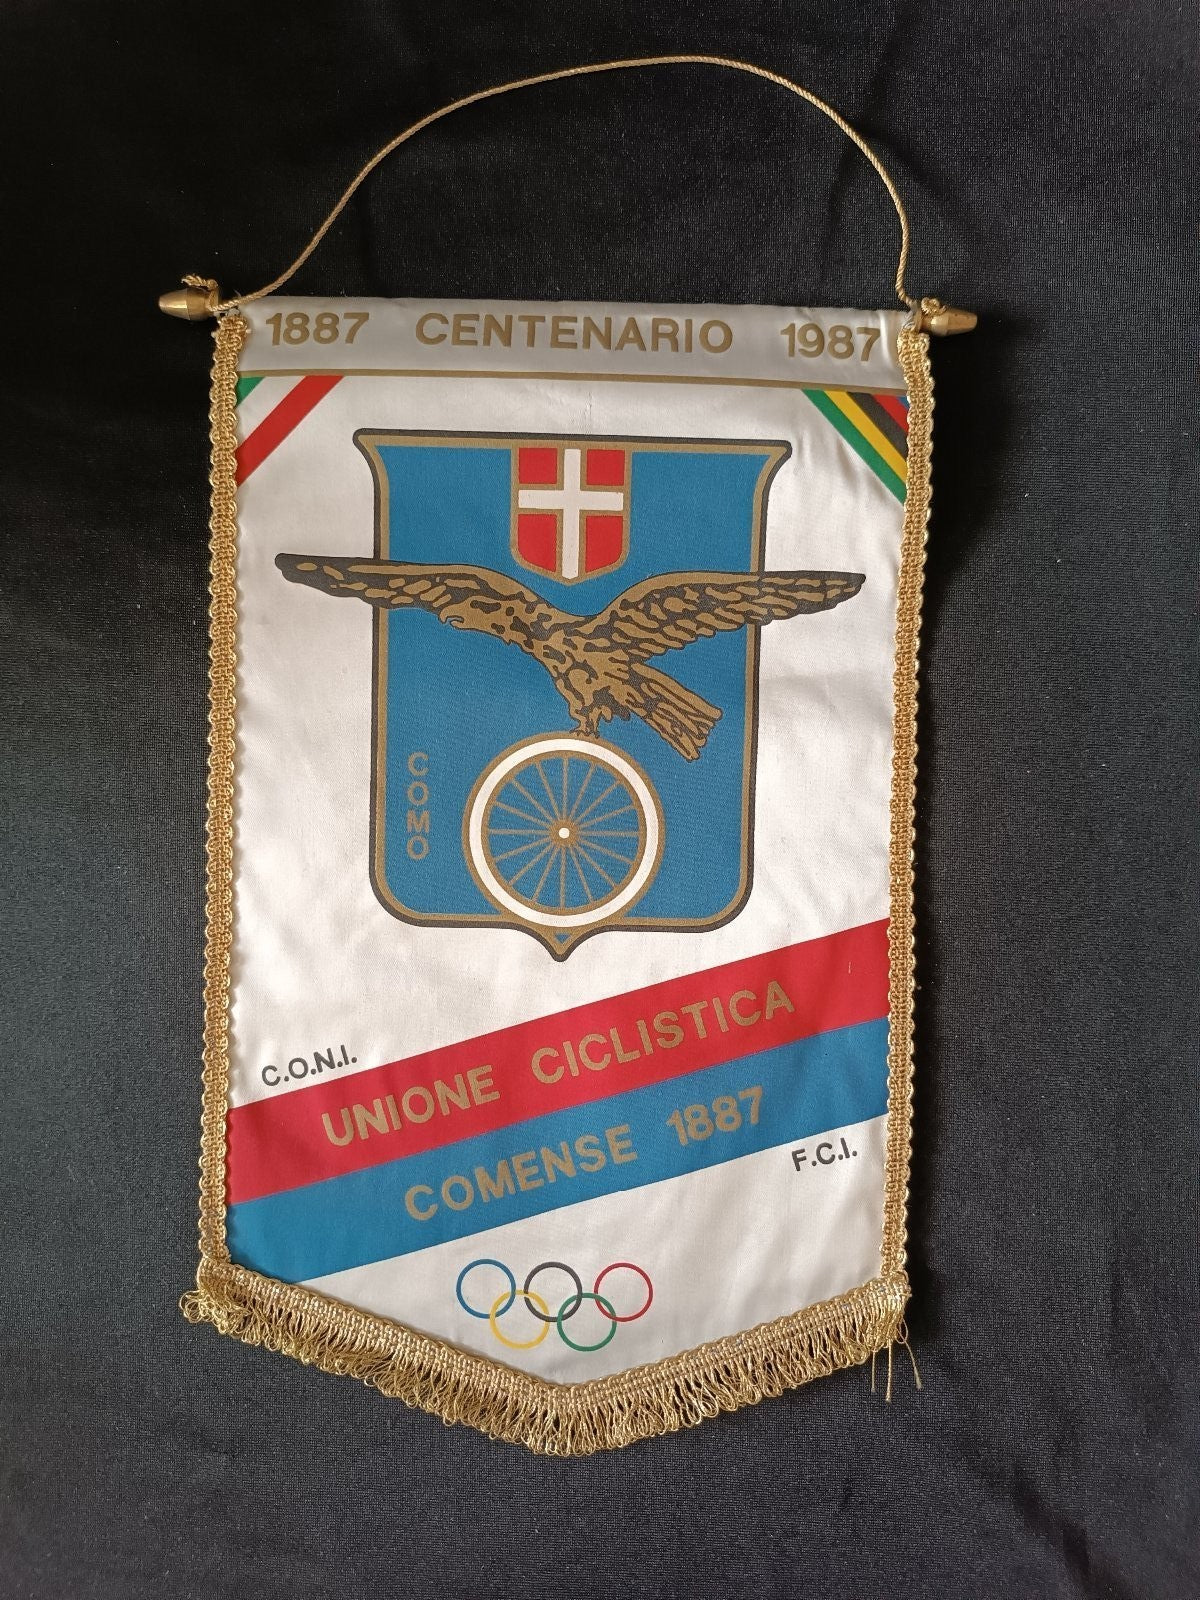 1887 CENTENARIO 1987
COMO
C.O.N.I.
UNIONE CICLISTICA
COMENSE 1887
F.C.I.